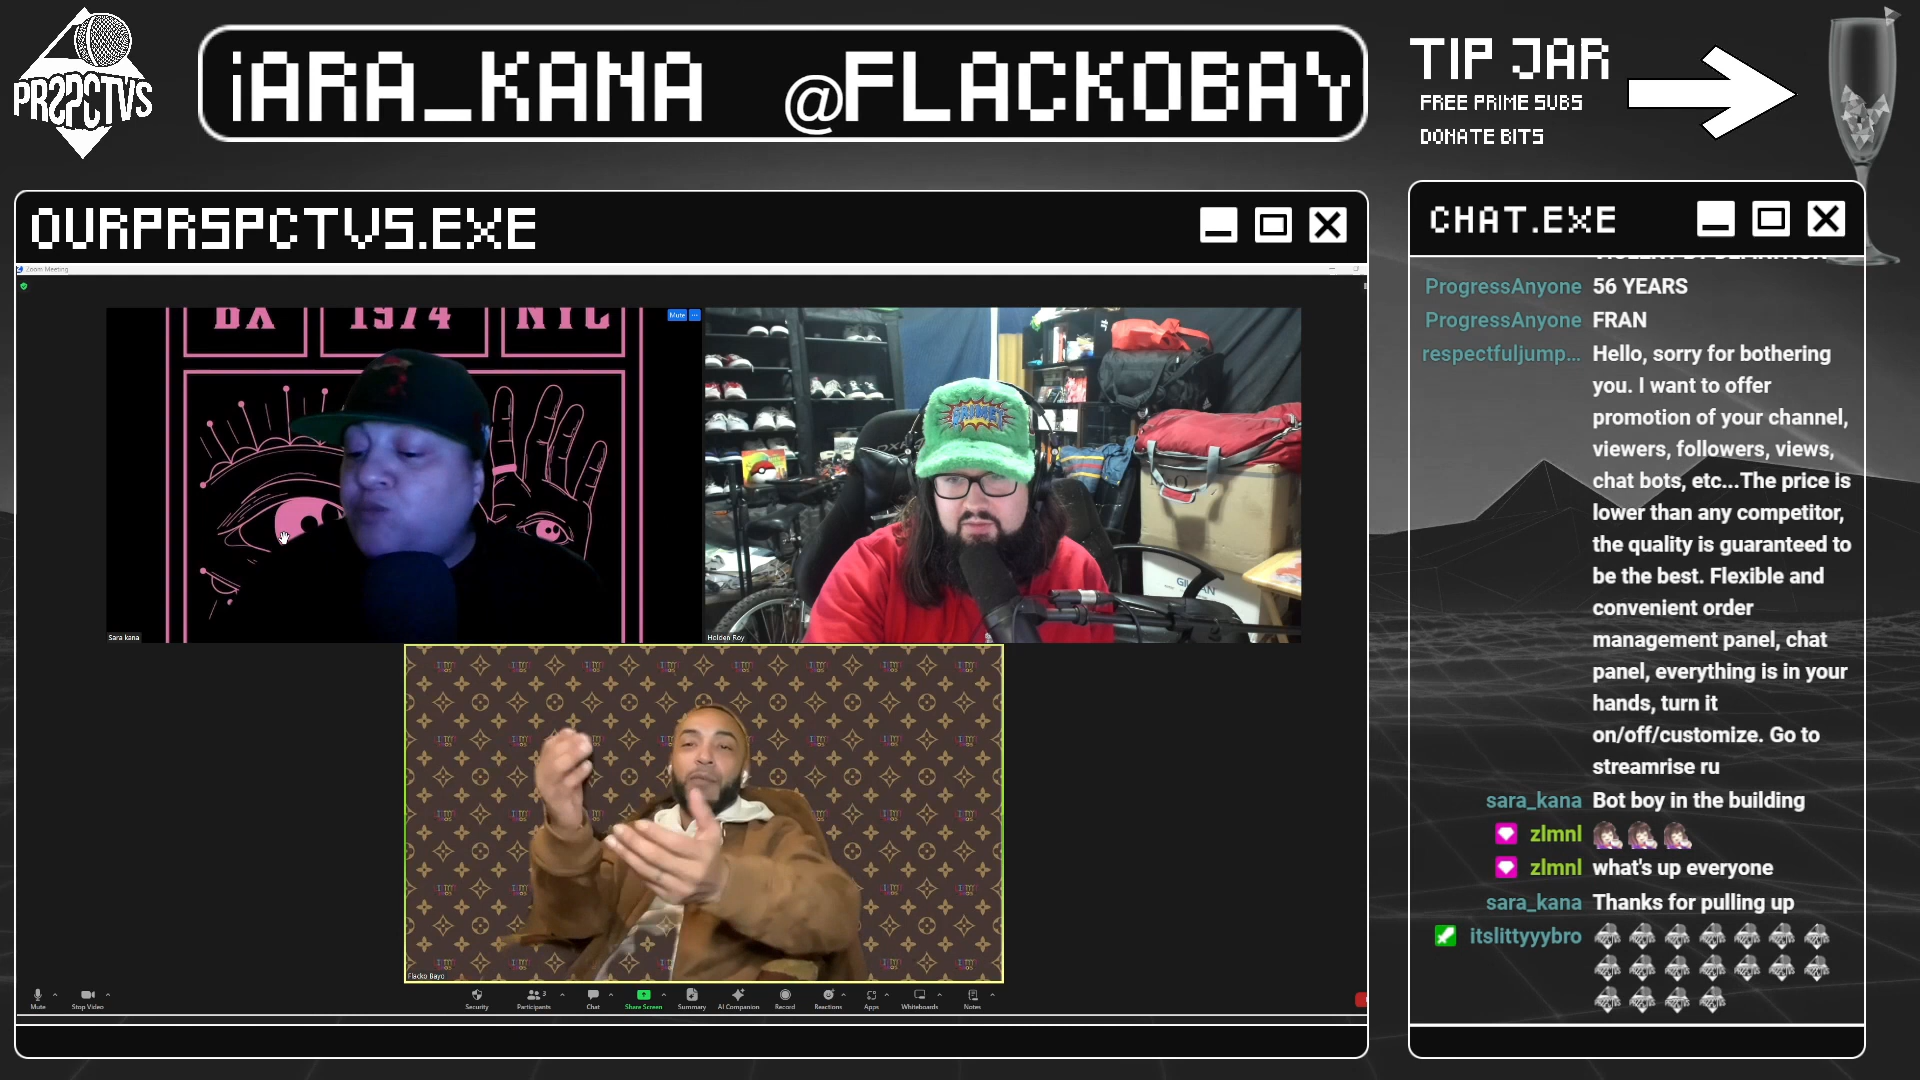 PRSPCTVS
iARA_KANA @FLACKOBAY
TIP JAR
FREE PRIME SUBS
DONATE BITS
OURPRSPCTVS.EXE
CHAT.EXE
Zoom Meeting
BX 1974 NYC
Mute
Sara kana
Holden Roy
Flacko Bayo
Mute
Stop Video
Security
Participants
3
Chat
Share Screen
Summary
AI Companion
Record
Reactions
Apps
Whiteboards
Notes
ProgressAnyone 56 YEARS
ProgressAnyone FRAN
respectfuljump... Hello, sorry for bothering
you. I want to offer
promotion of your channel,
viewers, followers, views,
chat bots, etc...The price is
lower than any competitor,
the quality is guaranteed to
be the best. Flexible and
convenient order
management panel, chat
panel, everything is in your
hands, turn it
on/off/customize. Go to
streamrise ru
sara_kana Bot boy in the building
zlmnl
zlmnl what's up everyone
sara_kana Thanks for pulling up
itslittyyybro